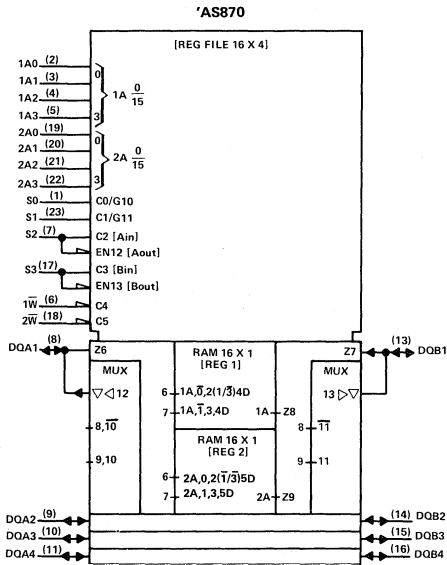 'AS870
[REG FILE 16 X 4]
1A0 (2)
1A1 (3)
1A2 (4)
1A3 (5)
0
3
1A 0/15
2A0 (19)
2A1 (20)
2A2 (21)
2A3 (22)
0
3
2A 0/15
S0 (1) C0/G10
S1 (23) C1/G11
S2 (7) C2 [Ain]
EN12 [Aout]
S3 (17) C3 [Bin]
EN13 [Bout]
1W̅ (6) C4
2W̅ (18) C5
DQA1 (8) Z6
Z7 (13) DQB1
MUX
▽◁ 12
8,1̅0̅
9,10
RAM 16 X 1
[REG 1]
6 1A,0̅,2(1/3̅)4D
7 1A,1̅,3,4D
1A Z8
RAM 16 X 1
[REG 2]
6 2A,0,2(1̅/3̅)5D
7 2A,1,3,5D
2A Z9
MUX
13 ▷▽
8 1̅1̅
9 11
DQA2 (9) (14) DQB2
DQA3 (10) (15) DQB3
DQA4 (11) (16) DQB4